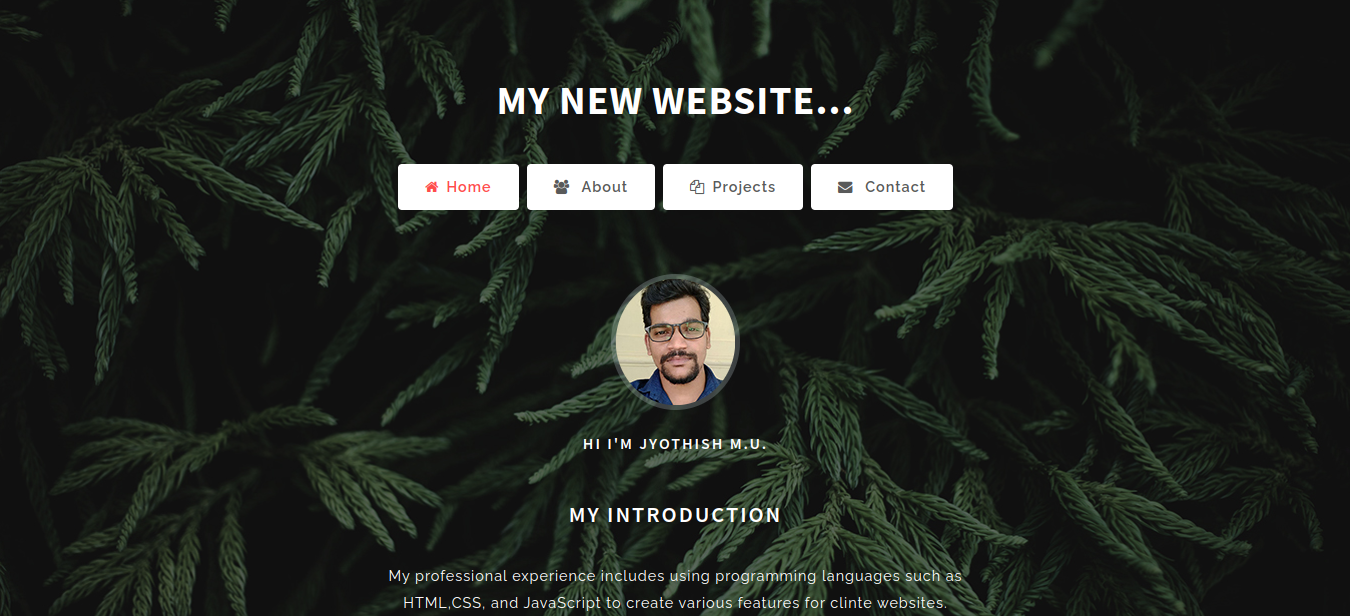 MY NEW WEBSITE...
Home About Projects Contact
HI I'M JYOTHISH M.U.
MY INTRODUCTION
My professional experience includes using programming languages such as
HTML,CSS, and JavaScript to create various features for clinte websites.